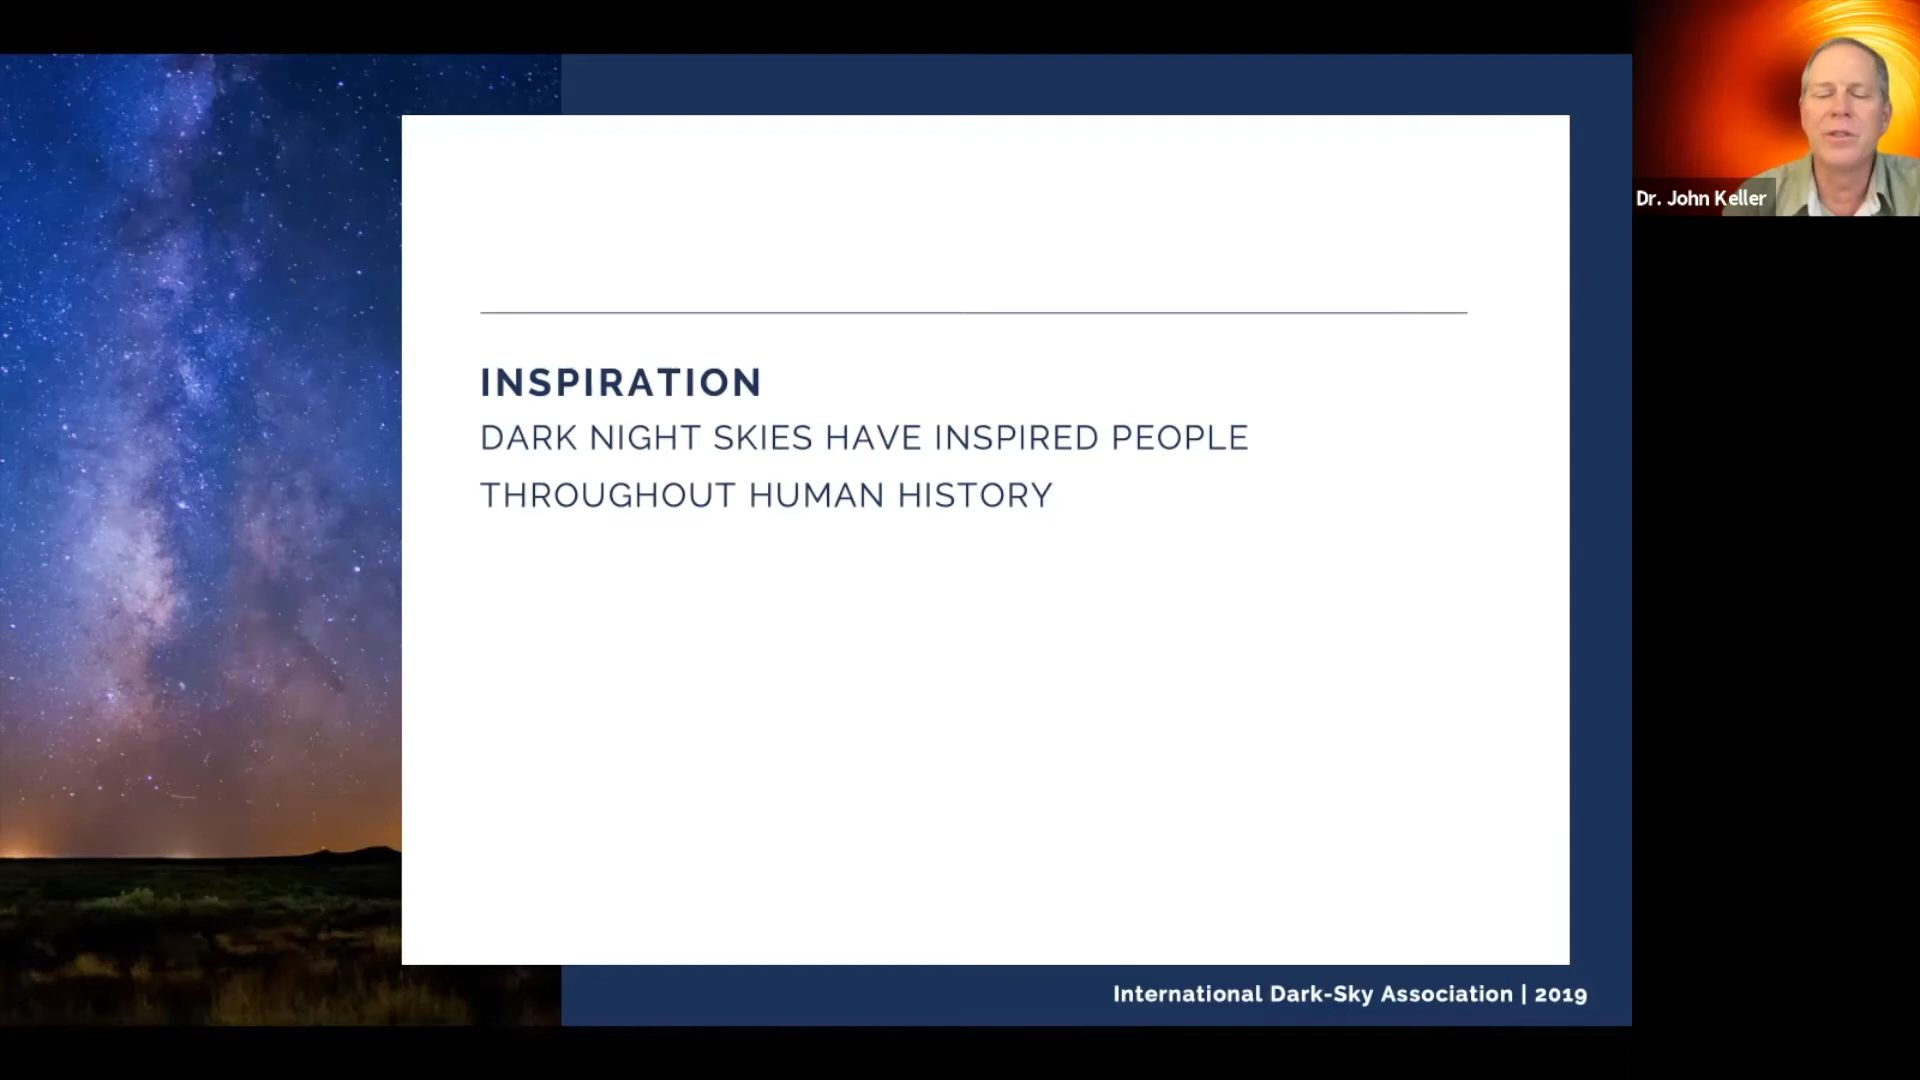 Dr. John Keller
INSPIRATION
DARK NIGHT SKIES HAVE INSPIRED PEOPLE
THROUGHOUT HUMAN HISTORY
International Dark-Sky Association | 2019